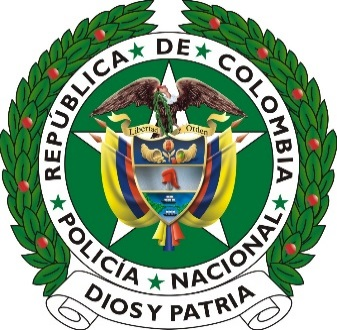 REPÚBLICA ★ DE ★ COLOMBIA
Libertad y Orden
★ POLICÍA ★ NACIONAL ★
DIOS Y PATRIA